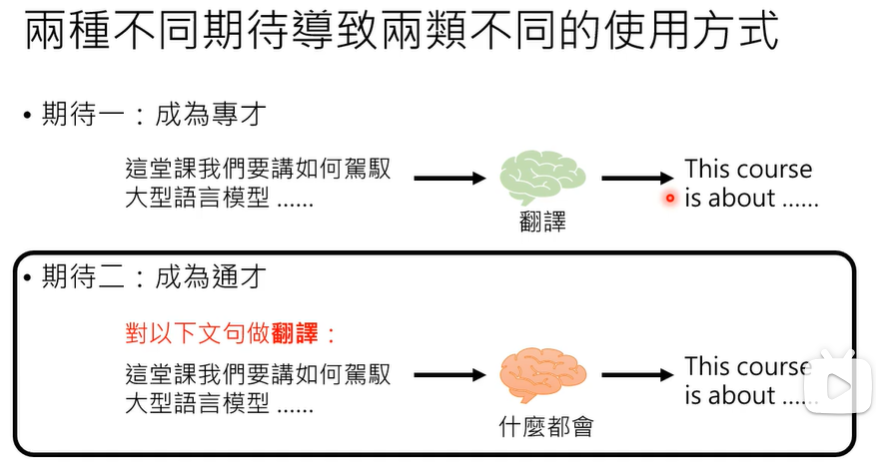 兩種不同期待導致兩類不同的使用方式
• 期待一：成為專才
這堂課我們要講如何駕馭
大型語言模型 ......
翻譯
This course
is about ......
• 期待二：成為通才
對以下文句做翻譯：
這堂課我們要講如何駕馭
大型語言模型 ......
什麼都會
This course
is about ......